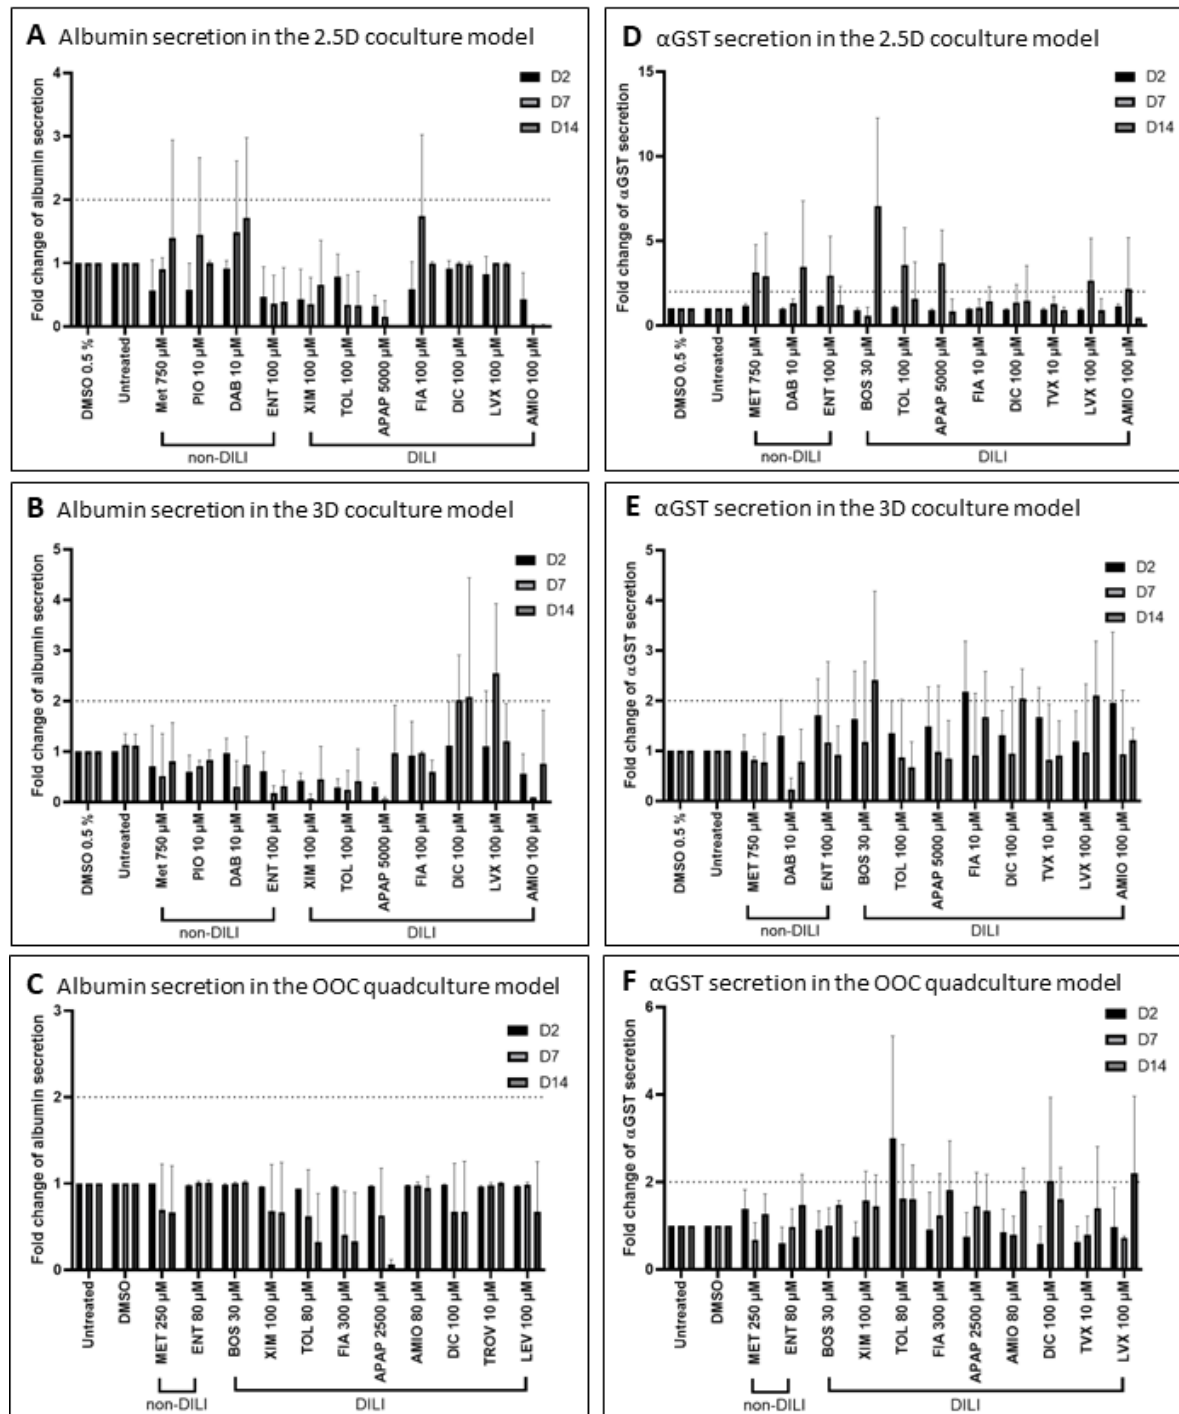 A Albumin secretion in the 2.5D coculture model
Fold change of albumin secretion
4
3
2
1
0
D2
D7
D14
DMSO 0.5 %
Untreated
Met 750 µM
PIO 10 µM
DAB 10 µM
ENT 100 µM
XIM 100 µM
TOL 100 µM
APAP 5000 µM
FIA 100 µM
DIC 100 µM
LVX 100 µM
AMIO 100 µM
non-DILI
DILI
D αGST secretion in the 2.5D coculture model
Fold change of αGST secretion
15
10
5
0
D2
D7
D14
DMSO 0.5 %
Untreated
MET 750 µM
DAB 10 µM
ENT 100 µM
BOS 30 µM
TOL 100 µM
APAP 5000 µM
FIA 10 µM
DIC 100 µM
TVX 10 µM
LVX 100 µM
AMIO 100 µM
non-DILI
DILI
B Albumin secretion in the 3D coculture model
Fold change of albumin secretion
5
4
3
2
1
0
D2
D7
D14
DMSO 0.5 %
Untreated
Met 750 µM
PIO 10 µM
DAB 10 µM
ENT 100 µM
XIM 100 µM
TOL 100 µM
APAP 5000 µM
FIA 100 µM
DIC 100 µM
LVX 100 µM
AMIO 100 µM
non-DILI
DILI
E αGST secretion in the 3D coculture model
Fold change of αGST secretion
5
4
3
2
1
0
D2
D7
D14
DMSO 0.5 %
Untreated
MET 750 µM
DAB 10 µM
ENT 100 µM
BOS 30 µM
TOL 100 µM
APAP 5000 µM
FIA 10 µM
DIC 100 µM
TVX 10 µM
LVX 100 µM
AMIO 100 µM
non-DILI
DILI
C Albumin secretion in the OOC quadculture model
Fold change of albumin secretion
3
2
1
0
D2
D7
D14
Untreated
DMSO
MET 250 µM
ENT 80 µM
BOS 30 µM
XIM 100 µM
TOL 80 µM
FIA 300 µM
APAP 2500 µM
AMIO 80 µM
DIC 100 µM
TROV 10 µM
LEV 100 µM
non-DILI
DILI
F αGST secretion in the OOC quadculture model
Fold change of αGST secretion
6
4
2
0
D2
D7
D14
Untreated
DMSO
MET 250 µM
ENT 80 µM
BOS 30 µM
XIM 100 µM
TOL 80 µM
FIA 300 µM
APAP 2500 µM
AMIO 80 µM
DIC 100 µM
TVX 10 µM
LVX 100 µM
non-DILI
DILI